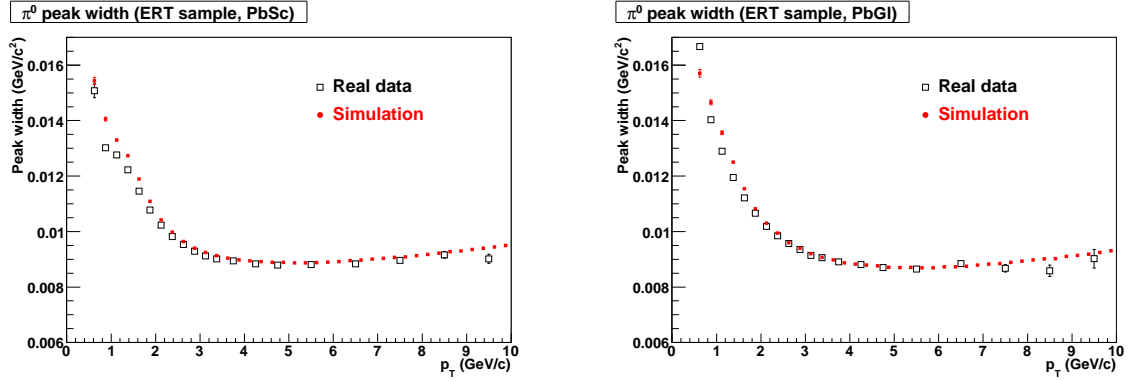 π⁰ peak width (ERT sample, PbSc)
Peak width (GeV/c²)
0.016
0.014
0.012
0.01
0.008
0.006
Real data
Simulation
0 1 2 3 4 5 6 7 8 9 10
p_T (GeV/c)
π⁰ peak width (ERT sample, PbGl)
Peak width (GeV/c²)
0.016
0.014
0.012
0.01
0.008
0.006
Real data
Simulation
0 1 2 3 4 5 6 7 8 9 10
p_T (GeV/c)